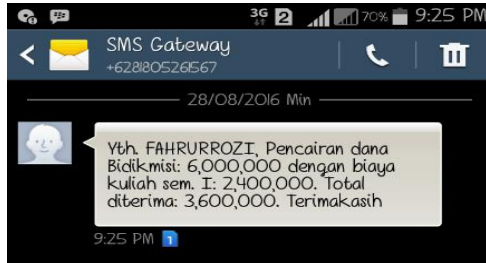 3G 2 70% 9:25 PM
SMS Gateway
+6281805261567
28/08/2016 Min
Yth. FAHRURROZI, Pencairan dana
Bidikmisi: 6,000,000 dengan biaya
kuliah sem. I: 2,400,000. Total
diterima: 3,600,000. Terimakasih
9:25 PM 1